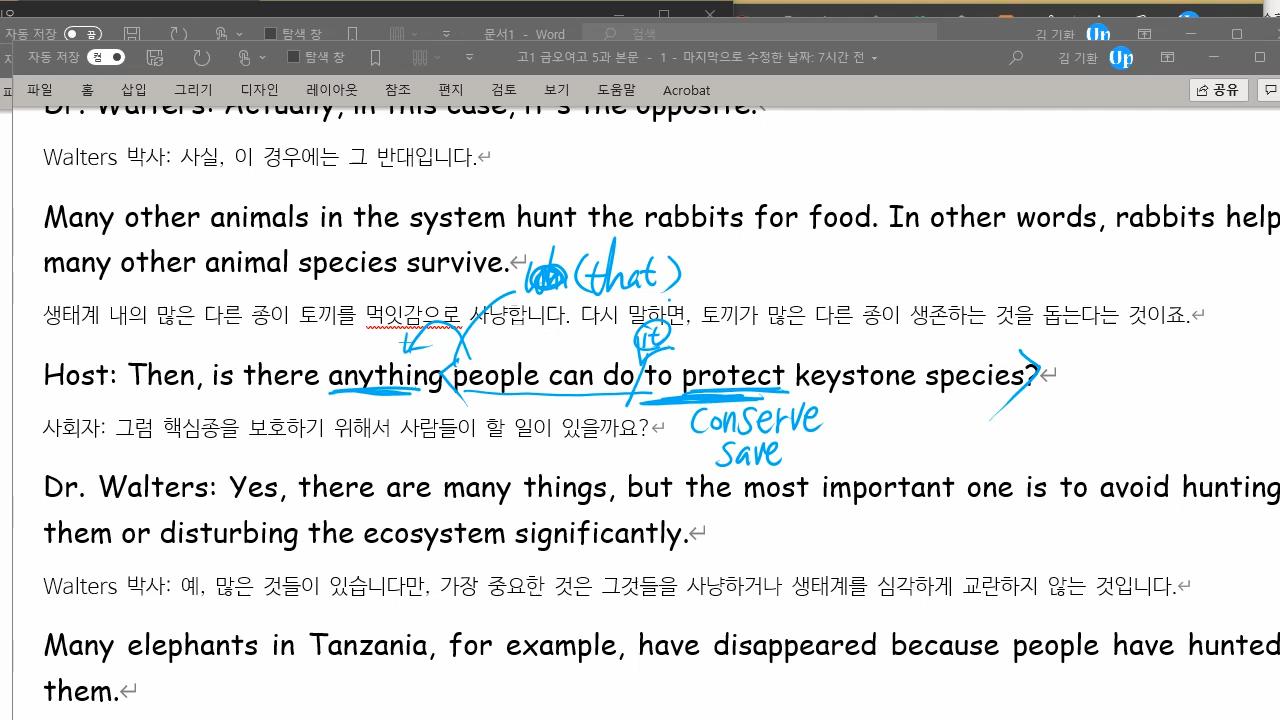 자동 저장 끔 탐색 창 문서1 - Word 검색 김 기환 Up
자동 저장 켬 탐색 창 고1 금오여고 5과 본문 - 1 - 마지막으로 수정한 날짜: 7시간 전 김 기환 Up
파일 홈 삽입 그리기 디자인 레이아웃 참조 편지 검토 보기 도움말 Acrobat 공유
Dr. Walters: Actually, in this case, it's the opposite.
Walters 박사: 사실, 이 경우에는 그 반대입니다.
Many other animals in the system hunt the rabbits for food. In other words, rabbits help
many other animal species survive.
(that)
생태계 내의 많은 다른 종이 토끼를 먹잇감으로 사냥합니다. 다시 말하면, 토끼가 많은 다른 종이 생존하는 것을 돕는다는 것이죠.
it
Host: Then, is there anything people can do to protect keystone species?
conserve
사회자: 그럼 핵심종을 보호하기 위해서 사람들이 할 일이 있을까요?
save
Dr. Walters: Yes, there are many things, but the most important one is to avoid hunting
them or disturbing the ecosystem significantly.
Walters 박사: 예, 많은 것들이 있습니다만, 가장 중요한 것은 그것들을 사냥하거나 생태계를 심각하게 교란하지 않는 것입니다.
Many elephants in Tanzania, for example, have disappeared because people have hunted
them.